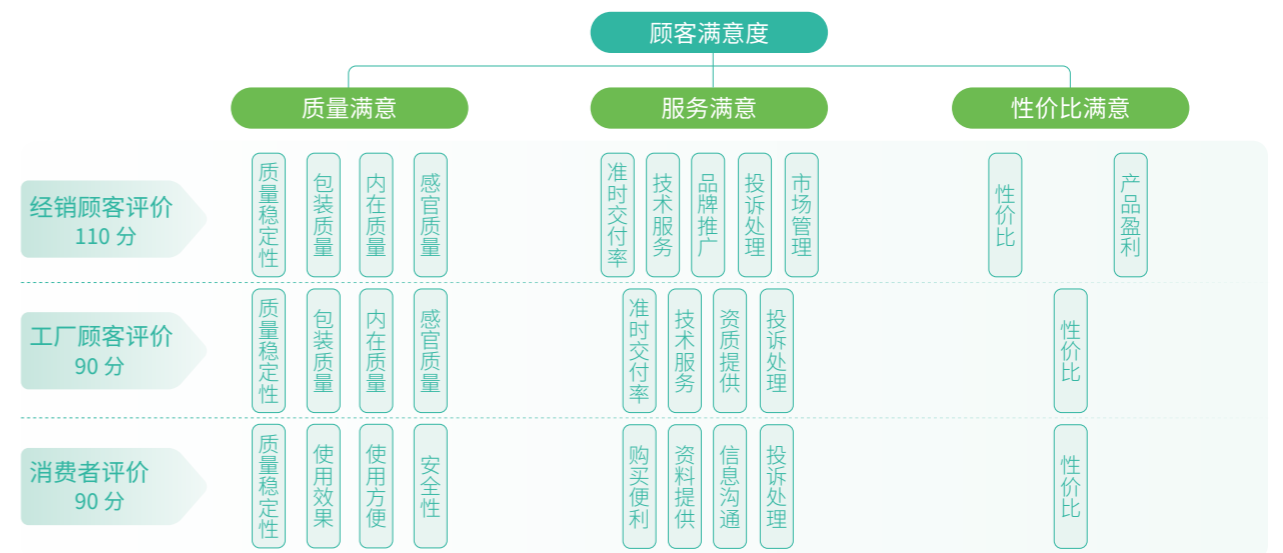 顾客满意度
质量满意
服务满意
性价比满意
经销顾客评价
110 分
质量稳定性
包装质量
内在质量
感官质量
准时交付率
技术服务
品牌推广
投诉处理
市场管理
性价比
产品盈利
工厂顾客评价
90 分
质量稳定性
包装质量
内在质量
感官质量
准时交付率
技术服务
资质提供
投诉处理
性价比
消费者评价
90 分
质量稳定性
使用效果
使用方便
安全性
购买便利
资料提供
信息沟通
投诉处理
性价比